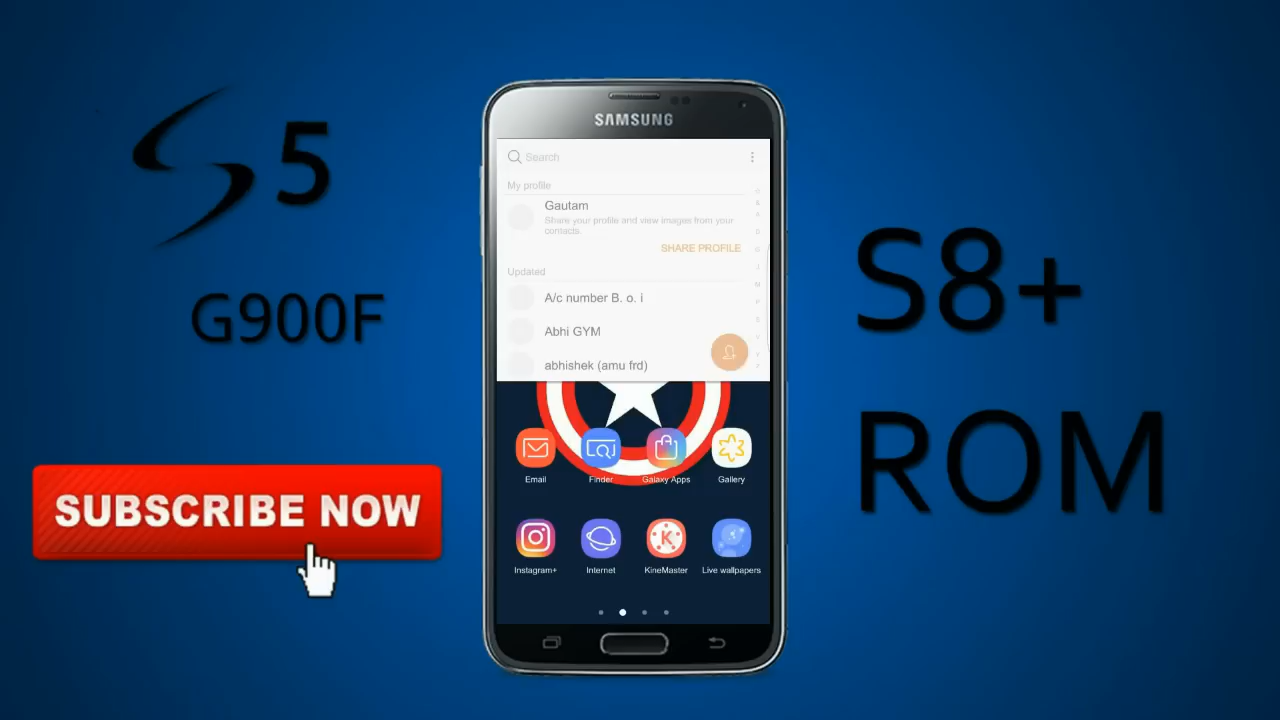 S 5
G900F
SUBSCRIBE NOW
SAMSUNG
Search
My profile
Gautam
Share your profile and view images from your
contacts.
SHARE PROFILE
Updated
A/c number B. o. i
Abhi GYM
abhishek (amu frd)
Email
Finder
Galaxy Apps
Gallery
Instagram+
Internet
KineMaster
Live wallpapers
S8+
ROM